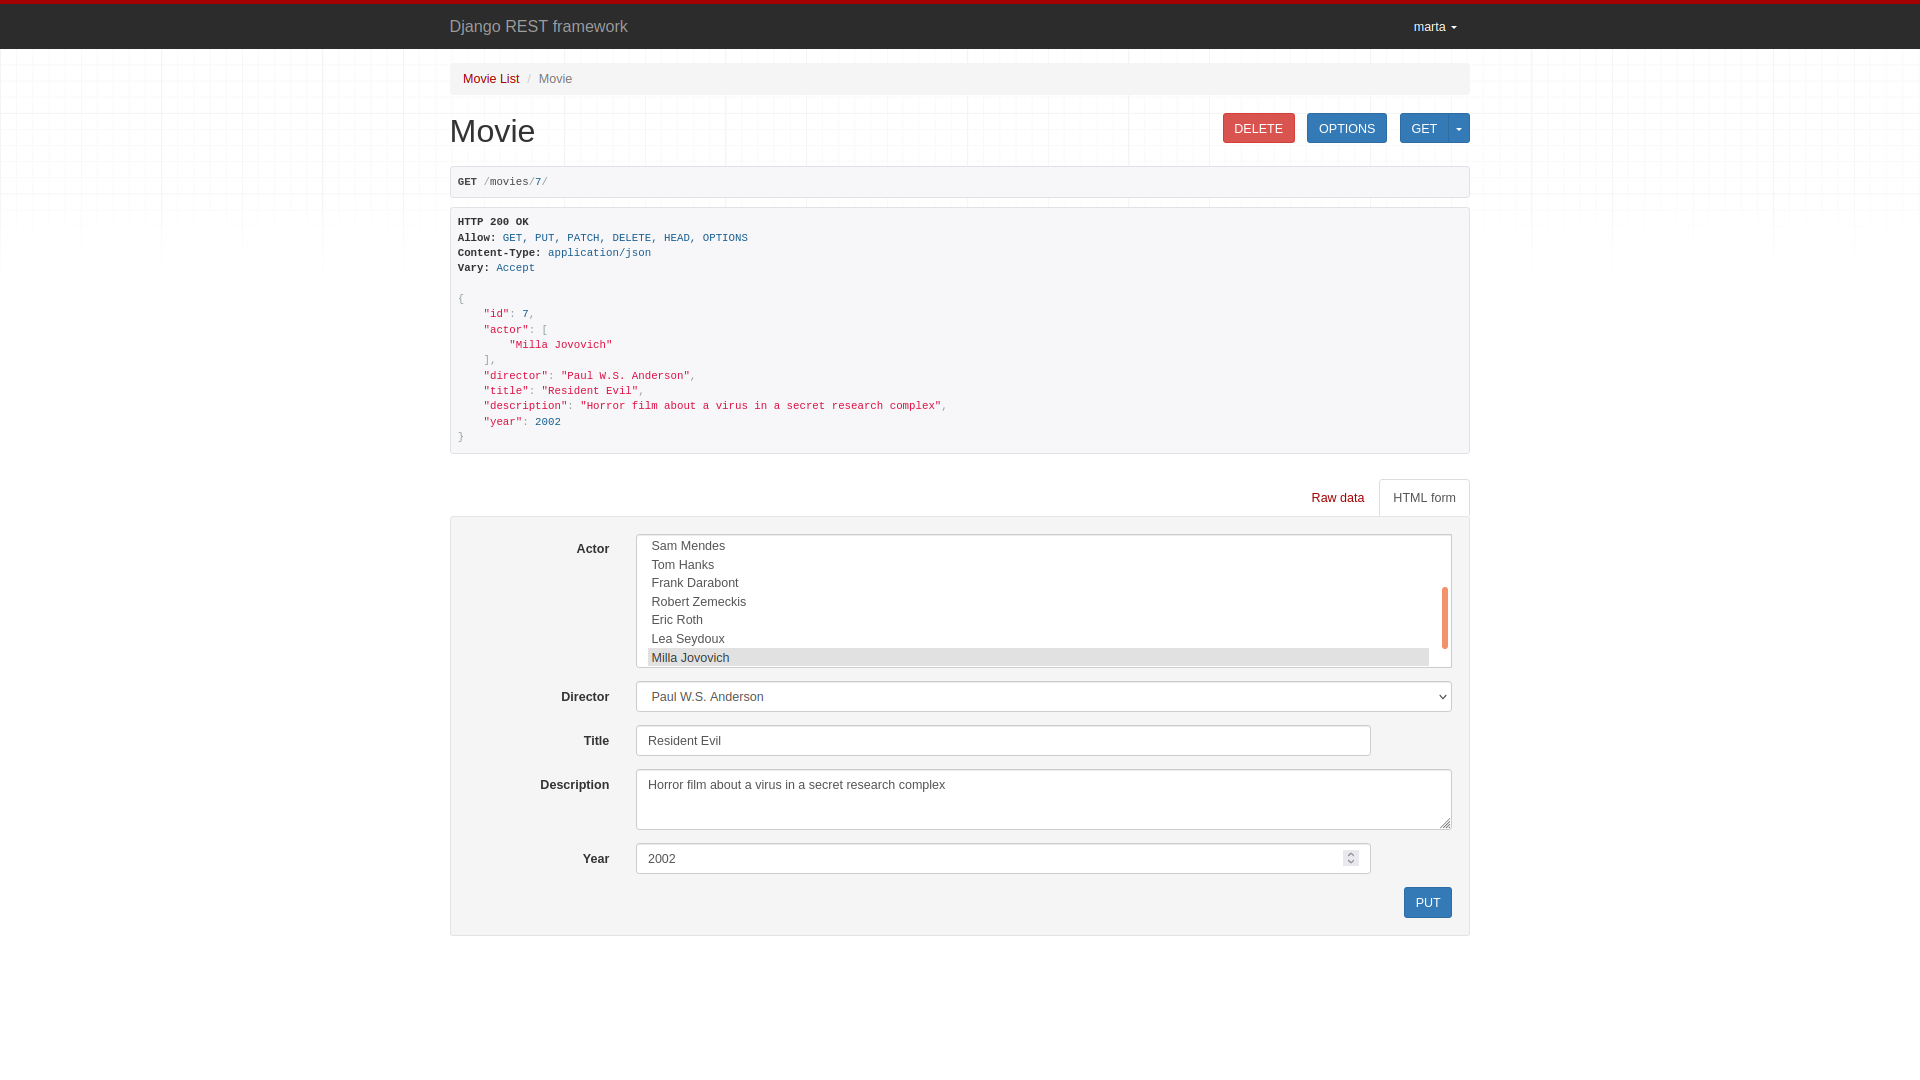 Django REST framework
marta
Movie List / Movie
Movie
DELETE
OPTIONS
GET
GET /movies/7/
HTTP 200 OK
Allow: GET, PUT, PATCH, DELETE, HEAD, OPTIONS
Content-Type: application/json
Vary: Accept
{
    "id": 7,
    "actor": [
        "Milla Jovovich"
    ],
    "director": "Paul W.S. Anderson",
    "title": "Resident Evil",
    "description": "Horror film about a virus in a secret research complex",
    "year": 2002
}
Raw data
HTML form
Actor
Sam Mendes
Tom Hanks
Frank Darabont
Robert Zemeckis
Eric Roth
Lea Seydoux
Milla Jovovich
Director
Paul W.S. Anderson
Title
Resident Evil
Description
Horror film about a virus in a secret research complex
Year
2002
PUT